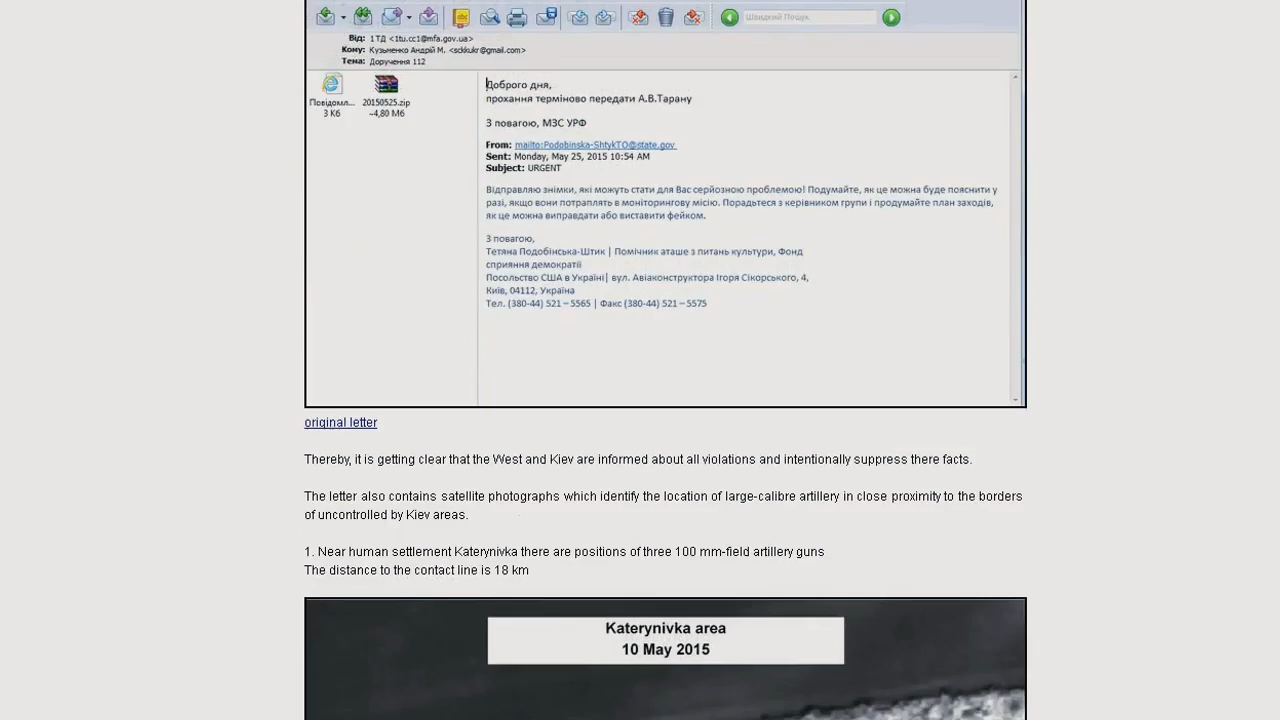 Швидкий Пошук
Від: 1 ТД <1tu.cc1@mfa.gov.ua>
Кому: Кузьменко Андрій М. <sckkukr@gmail.com>
Тема: Доручення 112
Повідомл...
3 Кб
20150525.zip
~4,80 Мб
Доброго дня,
прохання терміново передати А.В.Тарану
З повагою, МЗС УРФ
From: mailto:Podobinska-ShtykTO@state.gov
Sent: Monday, May 25, 2015 10:54 AM
Subject: URGENT
Відправляю знімки, які можуть стати для Вас серйозною проблемою! Подумайте, як це можна буде пояснити у
разі, якщо вони потраплять в моніторингову місію. Порадьтеся з керівником групи і продумайте план заходів,
як це можна виправдати або виставити фейком.
З повагою,
Тетяна Подобінська-Штик | Помічник аташе з питань культури, Фонд
сприяння демократії
Посольство США в Україні| вул. Авіаконструктора Ігоря Сікорського, 4,
Київ, 04112, Україна
Тел. (380-44) 521 – 5565 | Факс (380-44) 521 – 5575
original letter
Thereby, it is getting clear that the West and Kiev are informed about all violations and intentionally suppress there facts.
The letter also contains satellite photographs which identify the location of large-calibre artillery in close proximity to the borders
of uncontrolled by Kiev areas.
1. Near human settlement Katerynivka there are positions of three 100 mm-field artillery guns
The distance to the contact line is 18 km
Katerynivka area
10 May 2015